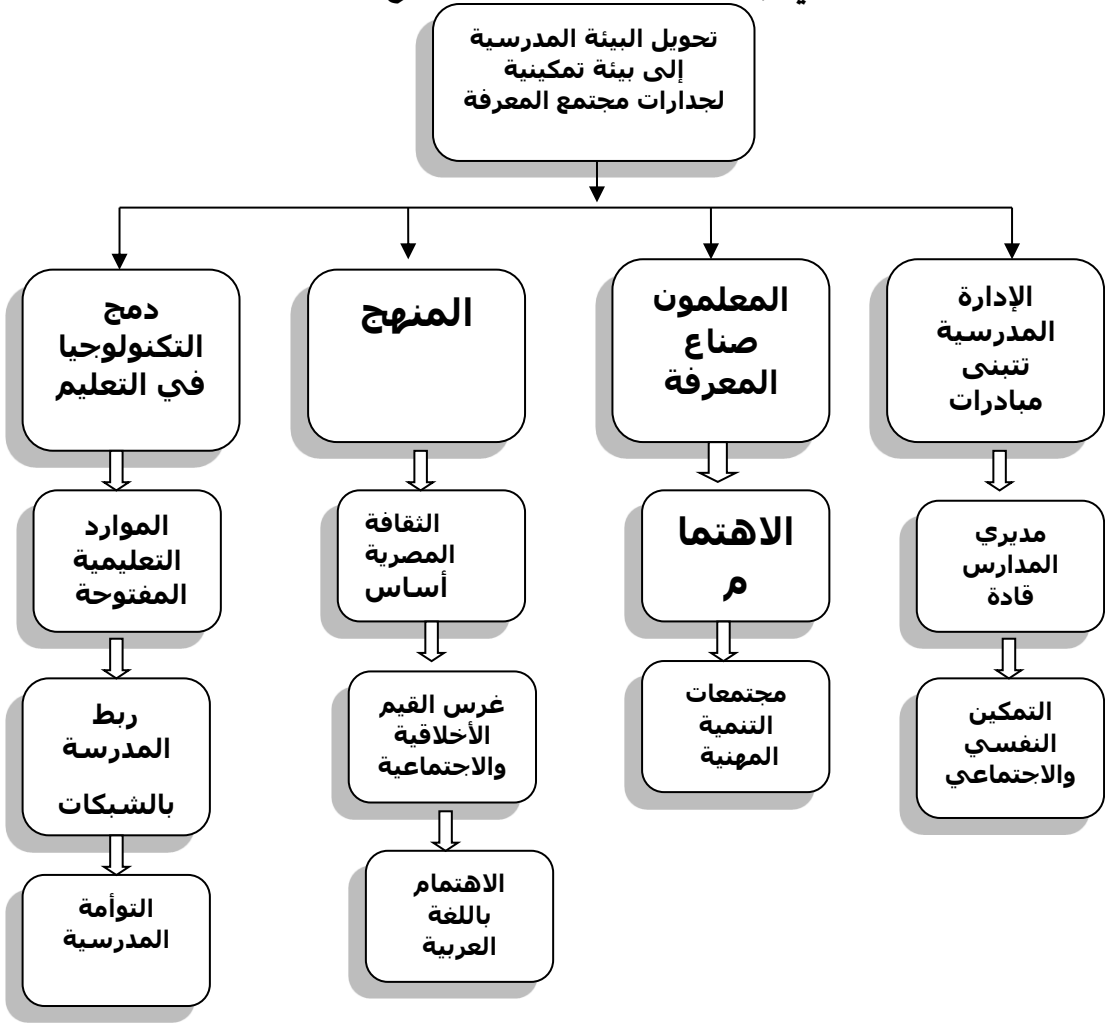 تحويل البيئة المدرسية
إلى بيئة تمكينية
لجدارات مجتمع المعرفة
الإدارة
المدرسية
تتبنى
مبادرات
المعلمون
صناع
المعرفة
المنهج
دمج
التكنولوجيا
في التعليم
مديري
المدارس
قادة
الاهتما
م
الثقافة
المصرية
أساس
الموارد
التعليمية
المفتوحة
التمكين
النفسي
والاجتماعي
مجتمعات
التنمية
المهنية
غرس القيم
الأخلاقية
والاجتماعية
ربط
المدرسة
بالشبكات
الاهتمام
باللغة
العربية
التوأمة
المدرسية